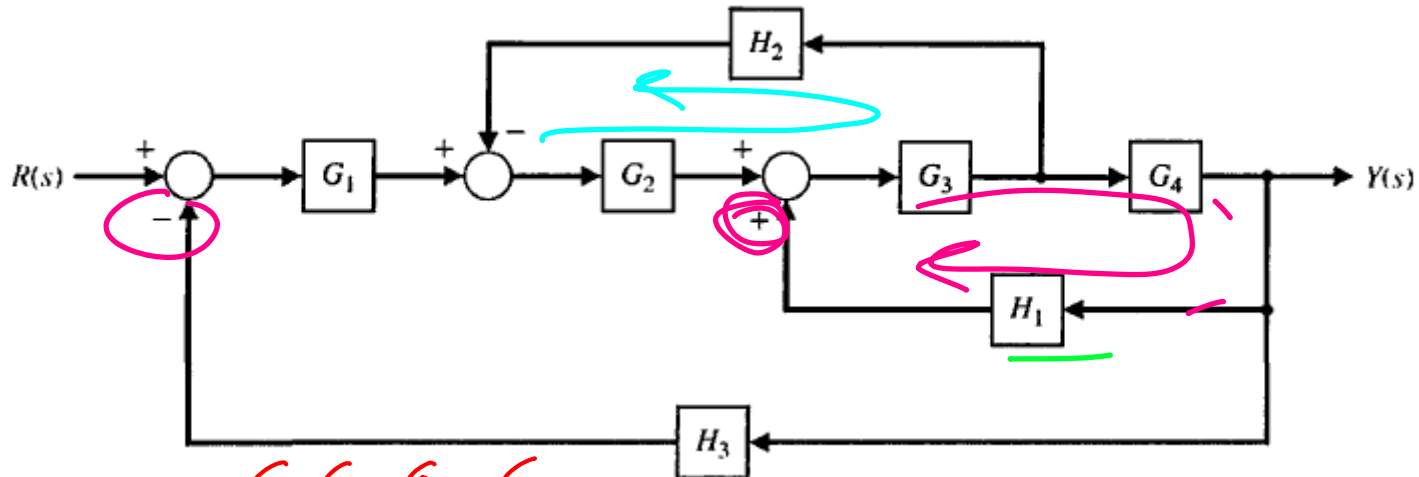 H₂
−
+ + +
R(s) G₁ G₂ G₃ G₄ Y(s)
− +
H₁
H₃